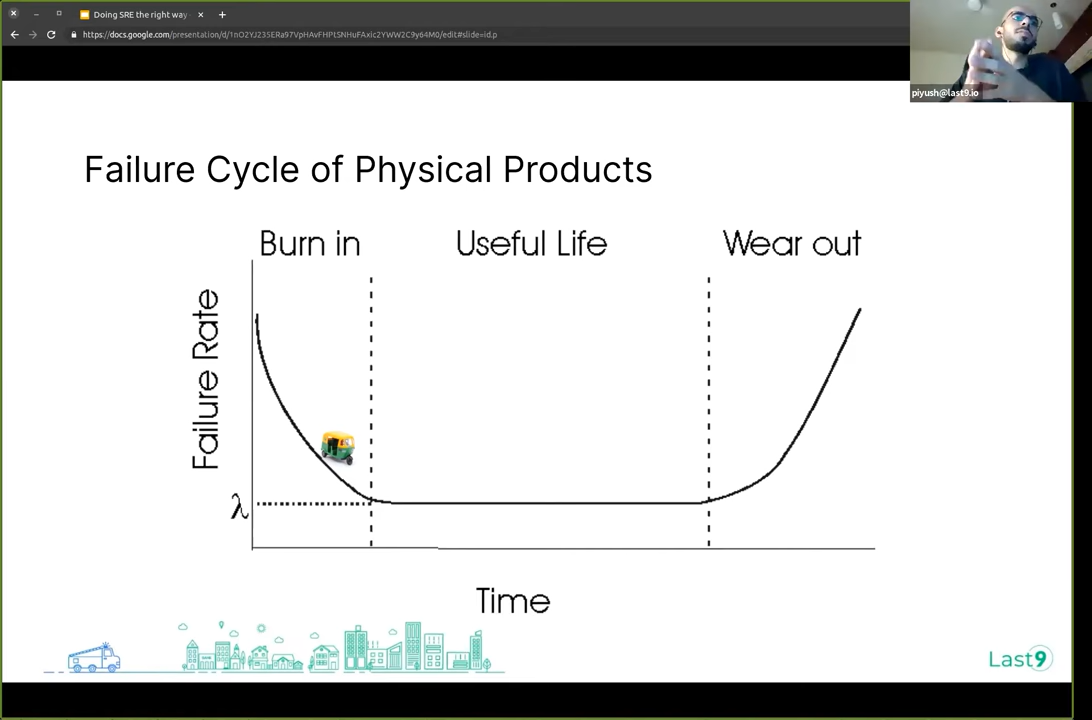 Doing SRE the right way
https://docs.google.com/presentation/d/1nO2YJ235ERa97VpHAvFHPtSNHuFAxic2YWW2C9y64M0/edit#slide=id.p
piyush@last9.io
Failure Cycle of Physical Products
Burn in
Useful Life
Wear out
Failure Rate
λ
Time
Last9